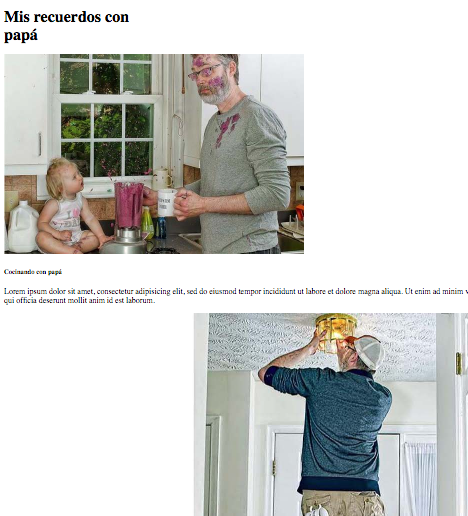 Mis recuerdos con
papá
Cocinando con papá
Lorem ipsum dolor sit amet, consectetur adipisicing elit, sed do eiusmod tempor incididunt ut labore et dolore magna aliqua. Ut enim ad minim
qui officia deserunt mollit anim id est laborum.